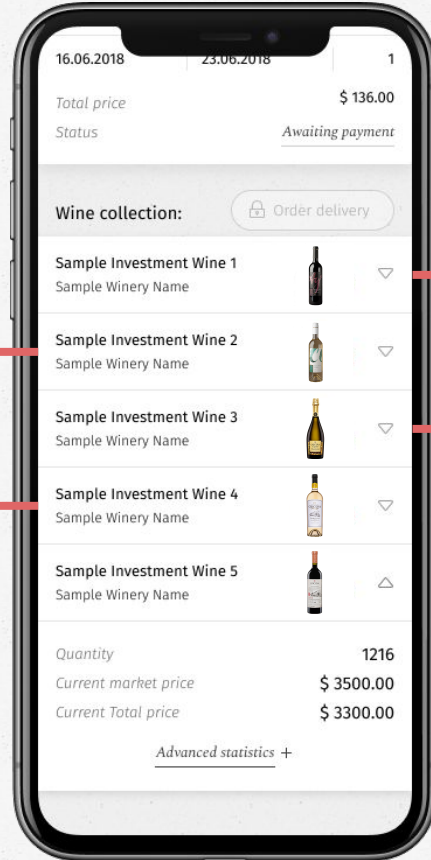 16.06.2018 23.06.2018 1
Total price $ 136.00
Status Awaiting payment
Wine collection: Order delivery
Sample Investment Wine 1
Sample Winery Name
Sample Investment Wine 2
Sample Winery Name
Sample Investment Wine 3
Sample Winery Name
Sample Investment Wine 4
Sample Winery Name
Sample Investment Wine 5
Sample Winery Name
Quantity 1216
Current market price $ 3500.00
Current Total price $ 3300.00
Advanced statistics +